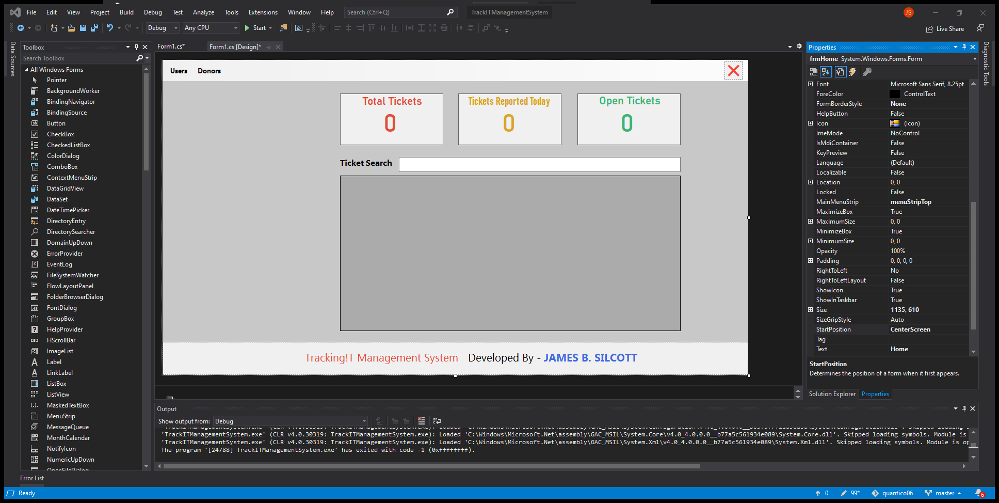 File Edit View Project Build Debug Test Analyze Tools Extensions Window Help Search (Ctrl+Q) TrackITManagementSystem JS
Debug Any CPU Start Live Share
Data Sources
Toolbox
Search Toolbox
All Windows Forms
Pointer
BackgroundWorker
BindingNavigator
BindingSource
Button
CheckBox
CheckedListBox
ColorDialog
ComboBox
ContextMenuStrip
DataGridView
DataSet
DateTimePicker
DirectoryEntry
DirectorySearcher
DomainUpDown
ErrorProvider
EventLog
FileSystemWatcher
FlowLayoutPanel
FolderBrowserDialog
FontDialog
GroupBox
HelpProvider
HScrollBar
ImageList
Label
LinkLabel
ListBox
ListView
MaskedTextBox
MenuStrip
MessageQueue
MonthCalendar
NotifyIcon
NumericUpDown
OpenFileDialog
Form1.cs* Form1.cs [Design]*
Users Donors
Total Tickets
0
Tickets Reported Today
0
Open Tickets
0
Ticket Search
Tracking!T Management System Developed By - JAMES B. SILCOTT
Output
Show output from: Debug
'TrackITManagementSystem.exe' (CLR v4.0.30319: TrackITManagementSystem.exe): Loaded 'C:\Windows\Microsoft.Net\assembly\GAC_MSIL\System.Core\v4.0_4.0.0.0__b77a5c561934e089\System.Core.dll'. Skipped loading symbols. Module is
'TrackITManagementSystem.exe' (CLR v4.0.30319: TrackITManagementSystem.exe): Loaded 'C:\Windows\Microsoft.Net\assembly\GAC_MSIL\System.Xml\v4.0_4.0.0.0__b77a5c561934e089\System.Xml.dll'. Skipped loading symbols. Module is op
The program '[24788] TrackITManagementSystem.exe' has exited with code -1 (0xffffffff).
Properties
frmHome System.Windows.Forms.Form
Font Microsoft Sans Serif, 8.25pt
ForeColor ControlText
FormBorderStyle None
HelpButton False
Icon (Icon)
ImeMode NoControl
IsMdiContainer False
KeyPreview False
Language (Default)
Localizable False
Location 0, 0
Locked False
MainMenuStrip menuStripTop
MaximizeBox True
MaximumSize 0, 0
MinimizeBox True
MinimumSize 0, 0
Opacity 100%
Padding 0, 0, 0, 0
RightToLeft No
RightToLeftLayout False
ShowIcon True
ShowInTaskbar True
Size 1135, 610
SizeGripStyle Auto
StartPosition CenterScreen
Tag
Text Home
StartPosition
Determines the position of a form when it first appears.
Solution Explorer Properties
Diagnostic Tools
Error List
Ready 0 99* quantico06 master 6